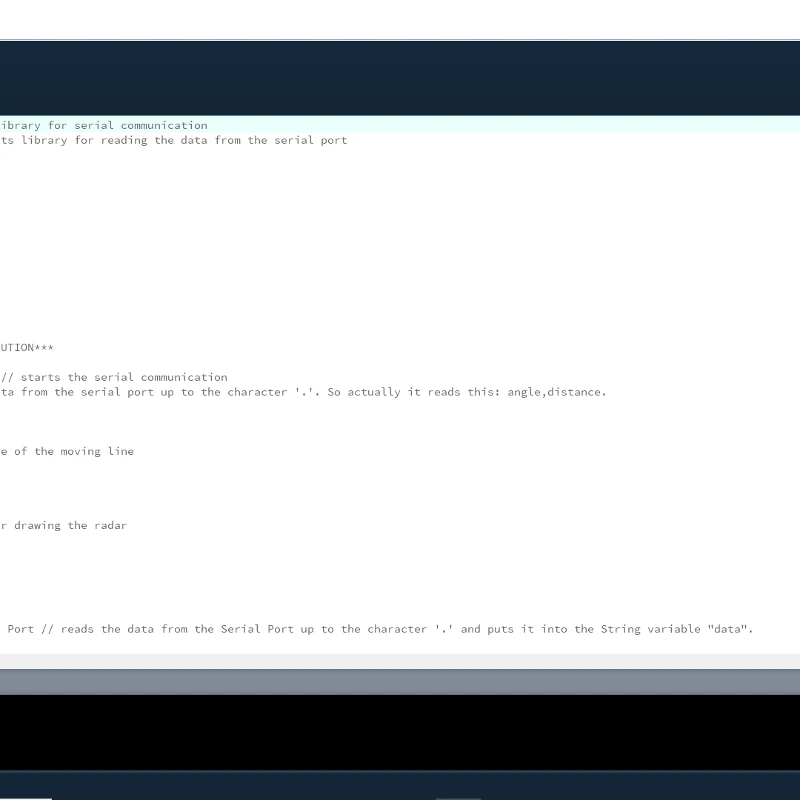 ibrary for serial communication
ts library for reading the data from the serial port
UTION***
// starts the serial communication
ta from the serial port up to the character '.'. So actually it reads this: angle,distance.
e of the moving line
r drawing the radar
Port // reads the data from the Serial Port up to the character '.' and puts it into the String variable "data".